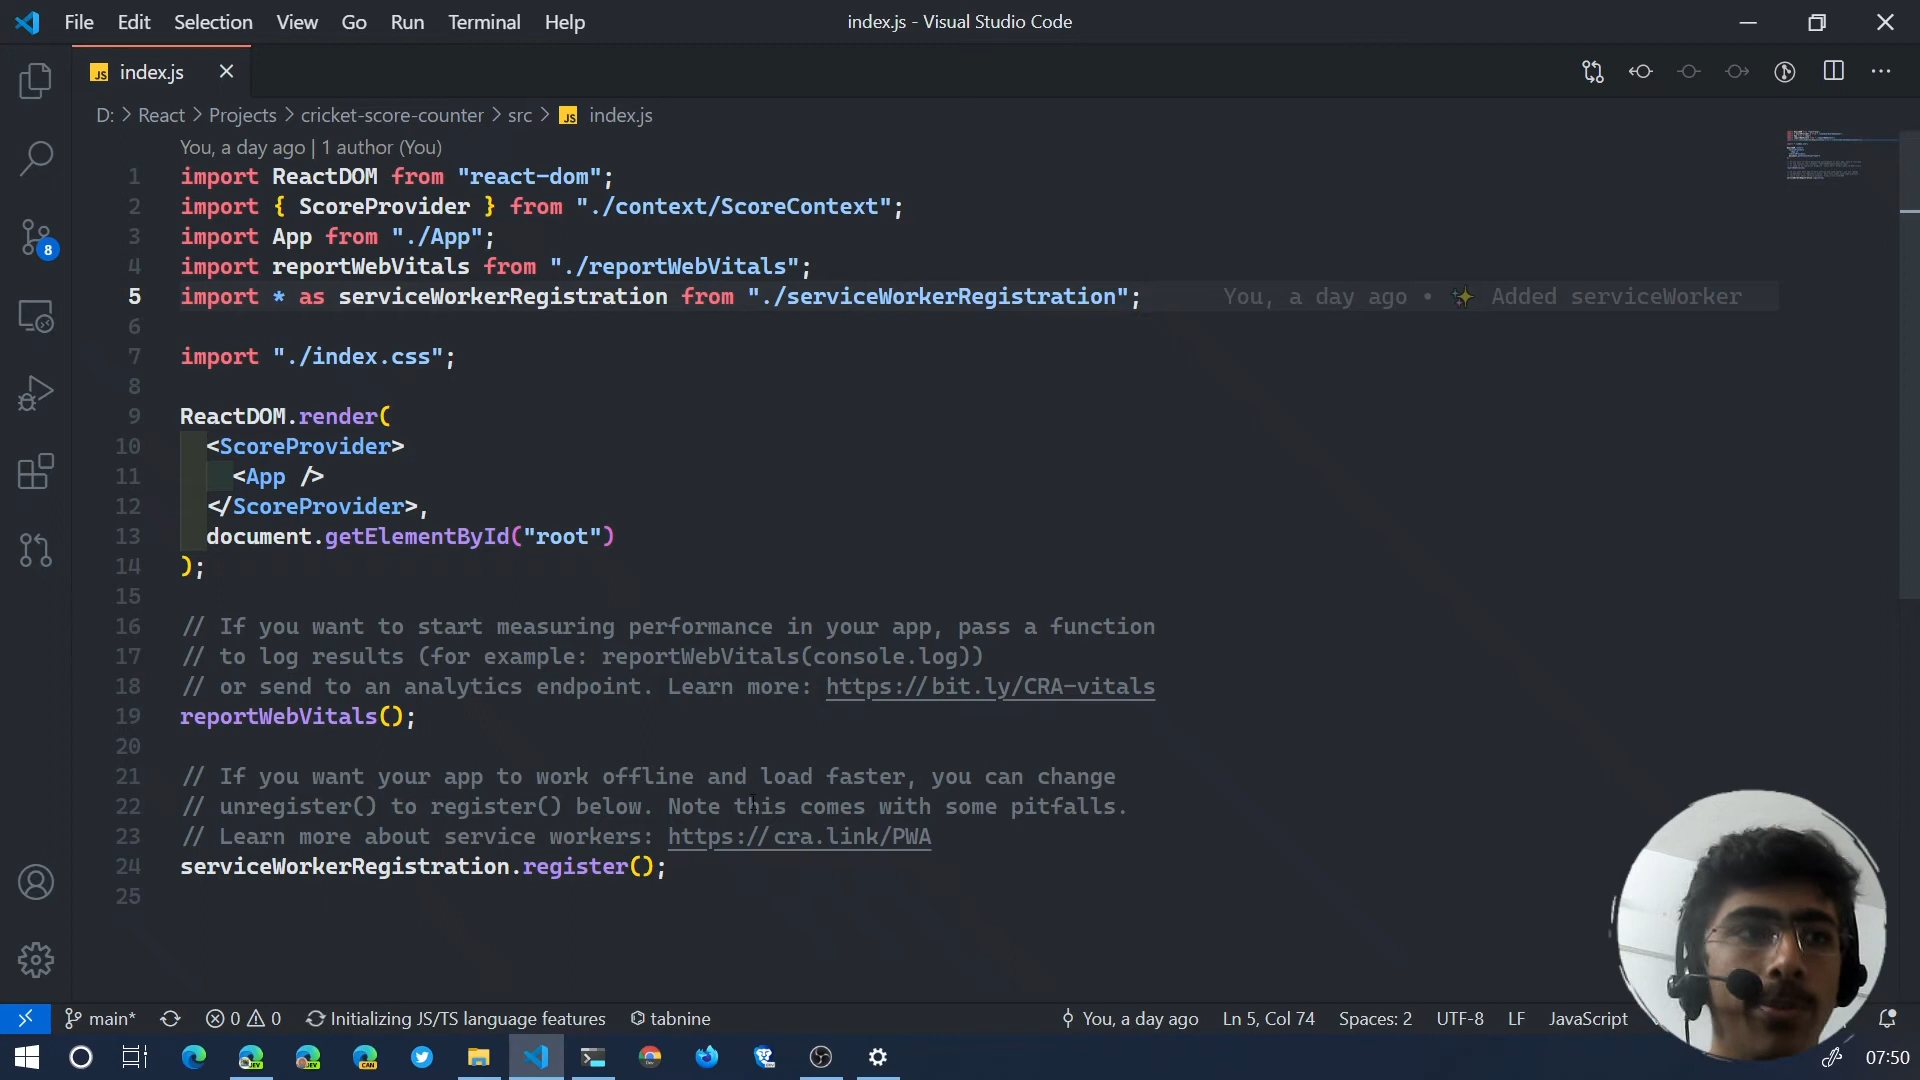 File Edit Selection View Go Run Terminal Help
index.js - Visual Studio Code
JS index.js
D: > React > Projects > cricket-score-counter > src > JS index.js
You, a day ago | 1 author (You)
1 import ReactDOM from "react-dom";
2 import { ScoreProvider } from "./context/ScoreContext";
3 import App from "./App";
4 import reportWebVitals from "./reportWebVitals";
5 import * as serviceWorkerRegistration from "./serviceWorkerRegistration"; You, a day ago • ✨ Added serviceWorker
6
7 import "./index.css";
8
9 ReactDOM.render(
10 <ScoreProvider>
11 <App />
12 </ScoreProvider>,
13 document.getElementById("root")
14 );
15
16 // If you want to start measuring performance in your app, pass a function
17 // to log results (for example: reportWebVitals(console.log))
18 // or send to an analytics endpoint. Learn more: https://bit.ly/CRA-vitals
19 reportWebVitals();
20
21 // If you want your app to work offline and load faster, you can change
22 // unregister() to register() below. Note this comes with some pitfalls.
23 // Learn more about service workers: https://cra.link/PWA
24 serviceWorkerRegistration.register();
25
8
main* 0 0 Initializing JS/TS language features tabnine You, a day ago Ln 5, Col 74 Spaces: 2 UTF-8 LF JavaScript
DEV DEV CAN 07:50